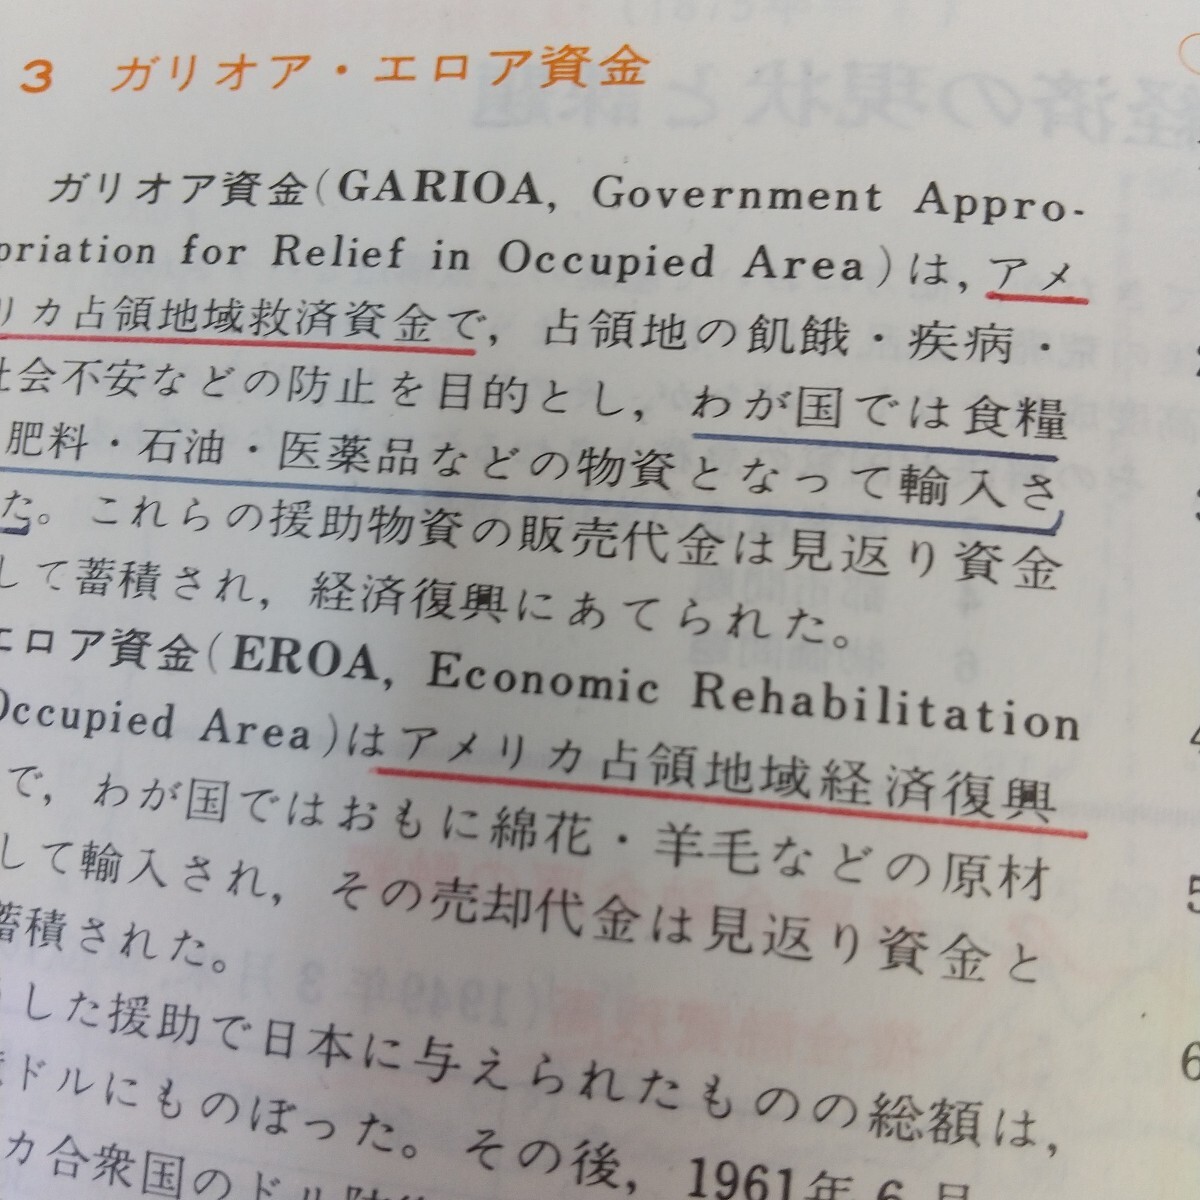 3 ガリオア・エロア資金
ガリオア資金(GARIOA, Government Appro-
priation for Relief in Occupied Area)は,アメ
リカ占領地域救済資金で,占領地の飢餓・疾病・
社会不安などの防止を目的とし,わが国では食糧
肥料・石油・医薬品などの物資となって輸入さ
た。これらの援助物資の販売代金は見返り資金
して蓄積され,経済復興にあてられた。
エロア資金(EROA, Economic Rehabilitation
Occupied Area)はアメリカ占領地域経済復興
で,わが国ではおもに綿花・羊毛などの原材
して輸入され,その売却代金は見返り資金と
蓄積された。
した援助で日本に与えられたものの総額は,
ドルにものぼった。その後,1961年6月
カ合衆国のドル
4
5
6